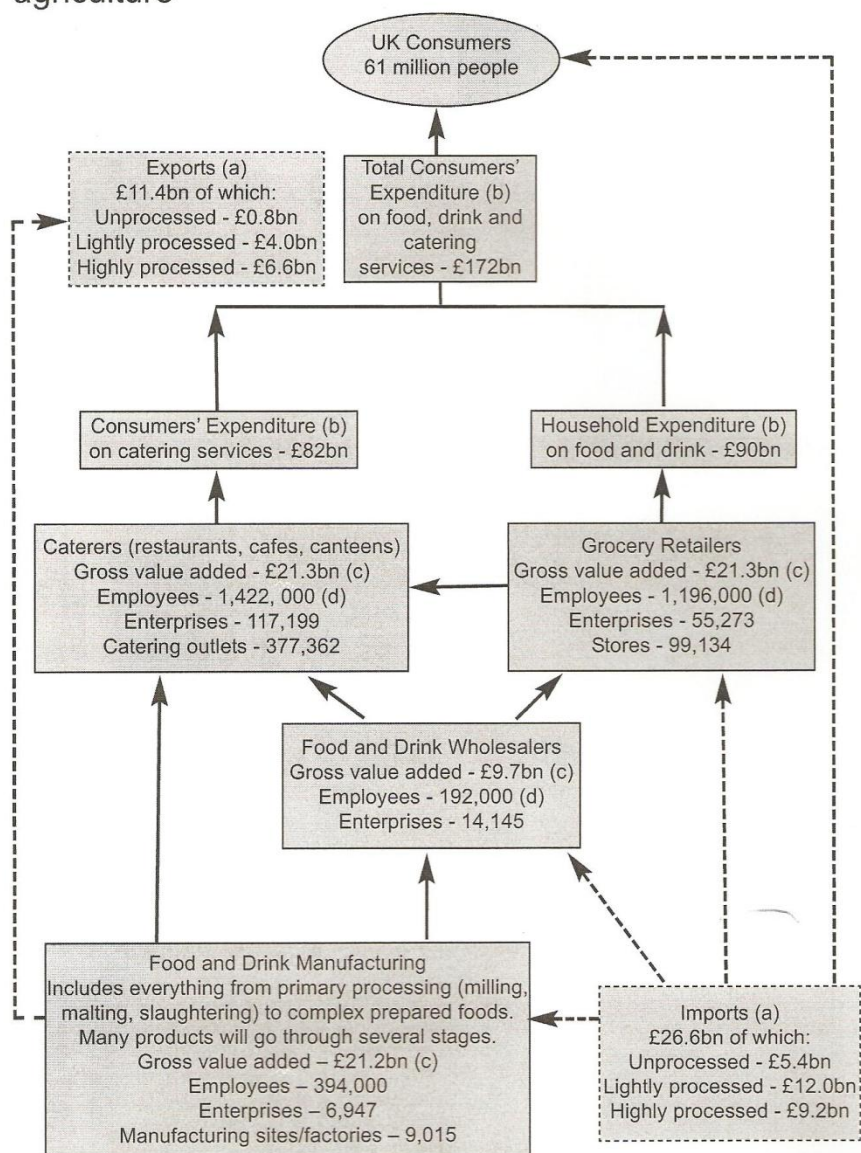 agriculture
UK Consumers
61 million people
Exports (a)
£11.4bn of which:
Unprocessed - £0.8bn
Lightly processed - £4.0bn
Highly processed - £6.6bn
Total Consumers'
Expenditure (b)
on food, drink and
catering
services - £172bn
Consumers' Expenditure (b)
on catering services - £82bn
Household Expenditure (b)
on food and drink - £90bn
Caterers (restaurants, cafes, canteens)
Gross value added - £21.3bn (c)
Employees - 1,422, 000 (d)
Enterprises - 117,199
Catering outlets - 377,362
Grocery Retailers
Gross value added - £21.3bn (c)
Employees - 1,196,000 (d)
Enterprises - 55,273
Stores - 99,134
Food and Drink Wholesalers
Gross value added - £9.7bn (c)
Employees - 192,000 (d)
Enterprises - 14,145
Food and Drink Manufacturing
Includes everything from primary processing (milling,
malting, slaughtering) to complex prepared foods.
Many products will go through several stages.
Gross value added – £21.2bn (c)
Employees – 394,000
Enterprises – 6,947
Manufacturing sites/factories – 9,015
Imports (a)
£26.6bn of which:
Unprocessed - £5.4bn
Lightly processed - £12.0bn
Highly processed - £9.2bn